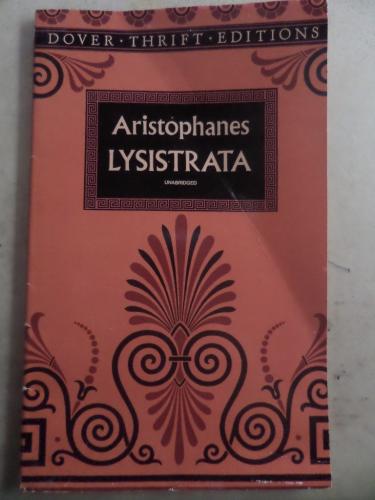 DOVER · THRIFT · EDITIONS
Aristophanes
LYSISTRATA
UNABRIDGED